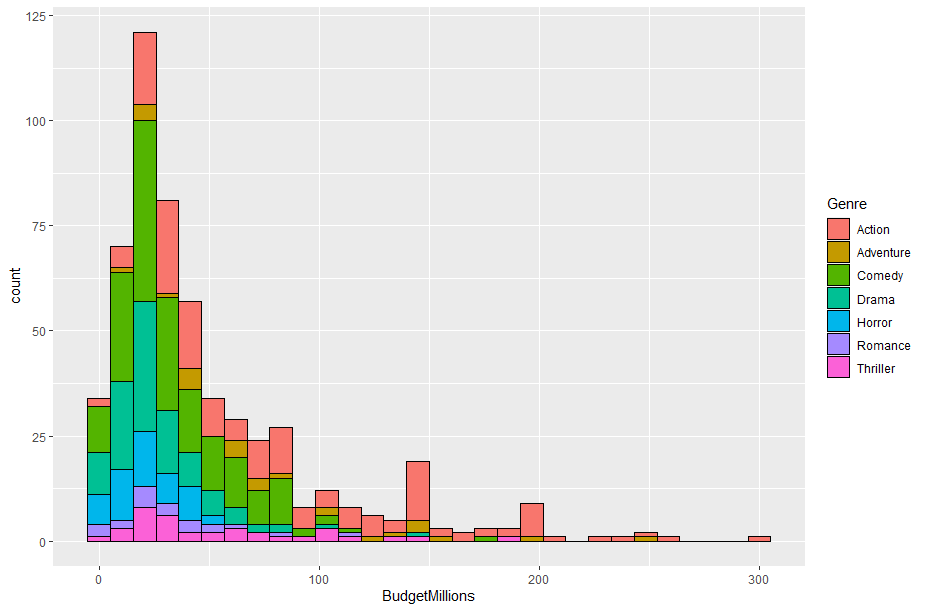 125
100
75
50
25
0
count
0 100 200 300
BudgetMillions
Genre
Action
Adventure
Comedy
Drama
Horror
Romance
Thriller